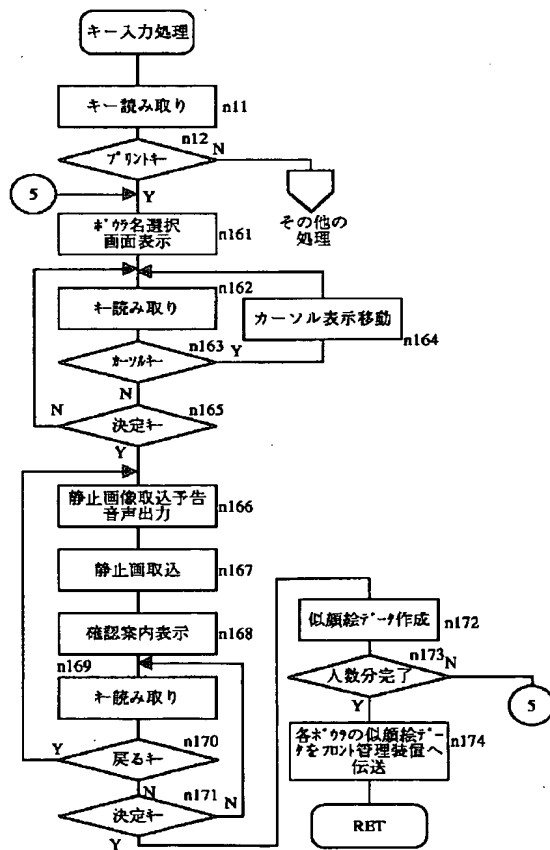 キー入力処理
キー読み取り
n11
n12
プリントキー
N
Y
5
その他の
処理
ボウラ名選択
画面表示
n161
n162
キー読み取り
カーソル表示移動
n164
n163
カーソルキー
Y
N
n165
N
決定キー
Y
静止画像取込予告
音声出力
n166
静止画取込
n167
確認案内表示
n168
n169
キー読み取り
Y
n170
戻るキー
N
n171
N
決定キー
Y
似顔絵データ作成
n172
n173
N
人数分完了
Y
5
各ボウラの似顔絵デー
タをフロント管理装置へ
伝送
n174
RET